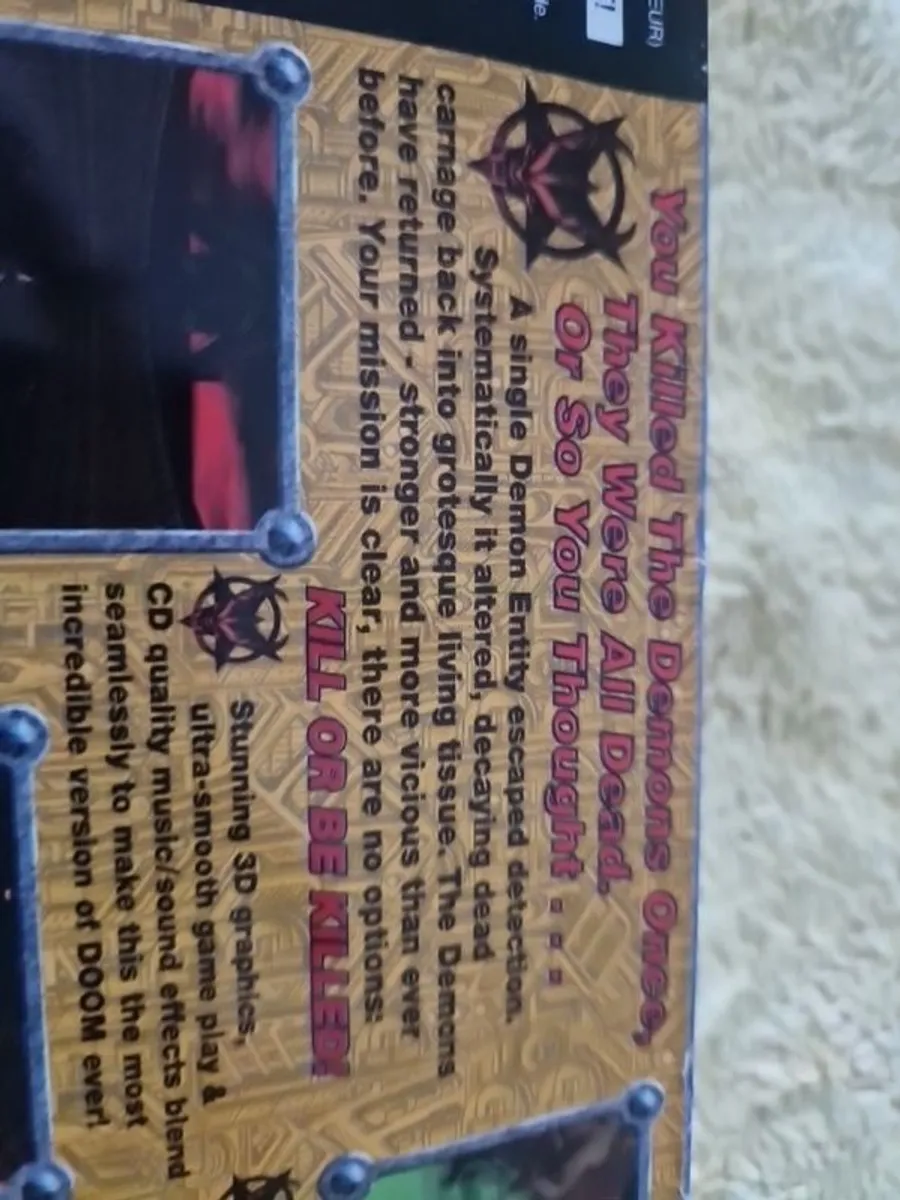 EUR)
!
le.
You Killed The Demons Once,
They Were All Dead.
Or So You Thought . . .
A single Demon Entity escaped detection.
Systematically it altered, decaying dead
carnage back into grotesque living tissue. The Demons
have returned - stronger and more vicious than ever
before. Your mission is clear, there are no options:
KILL OR BE KILLED!
Stunning 3D graphics,
ultra-smooth game play &
CD quality music/sound effects blend
seamlessly to make this the most
incredible version of DOOM ever!